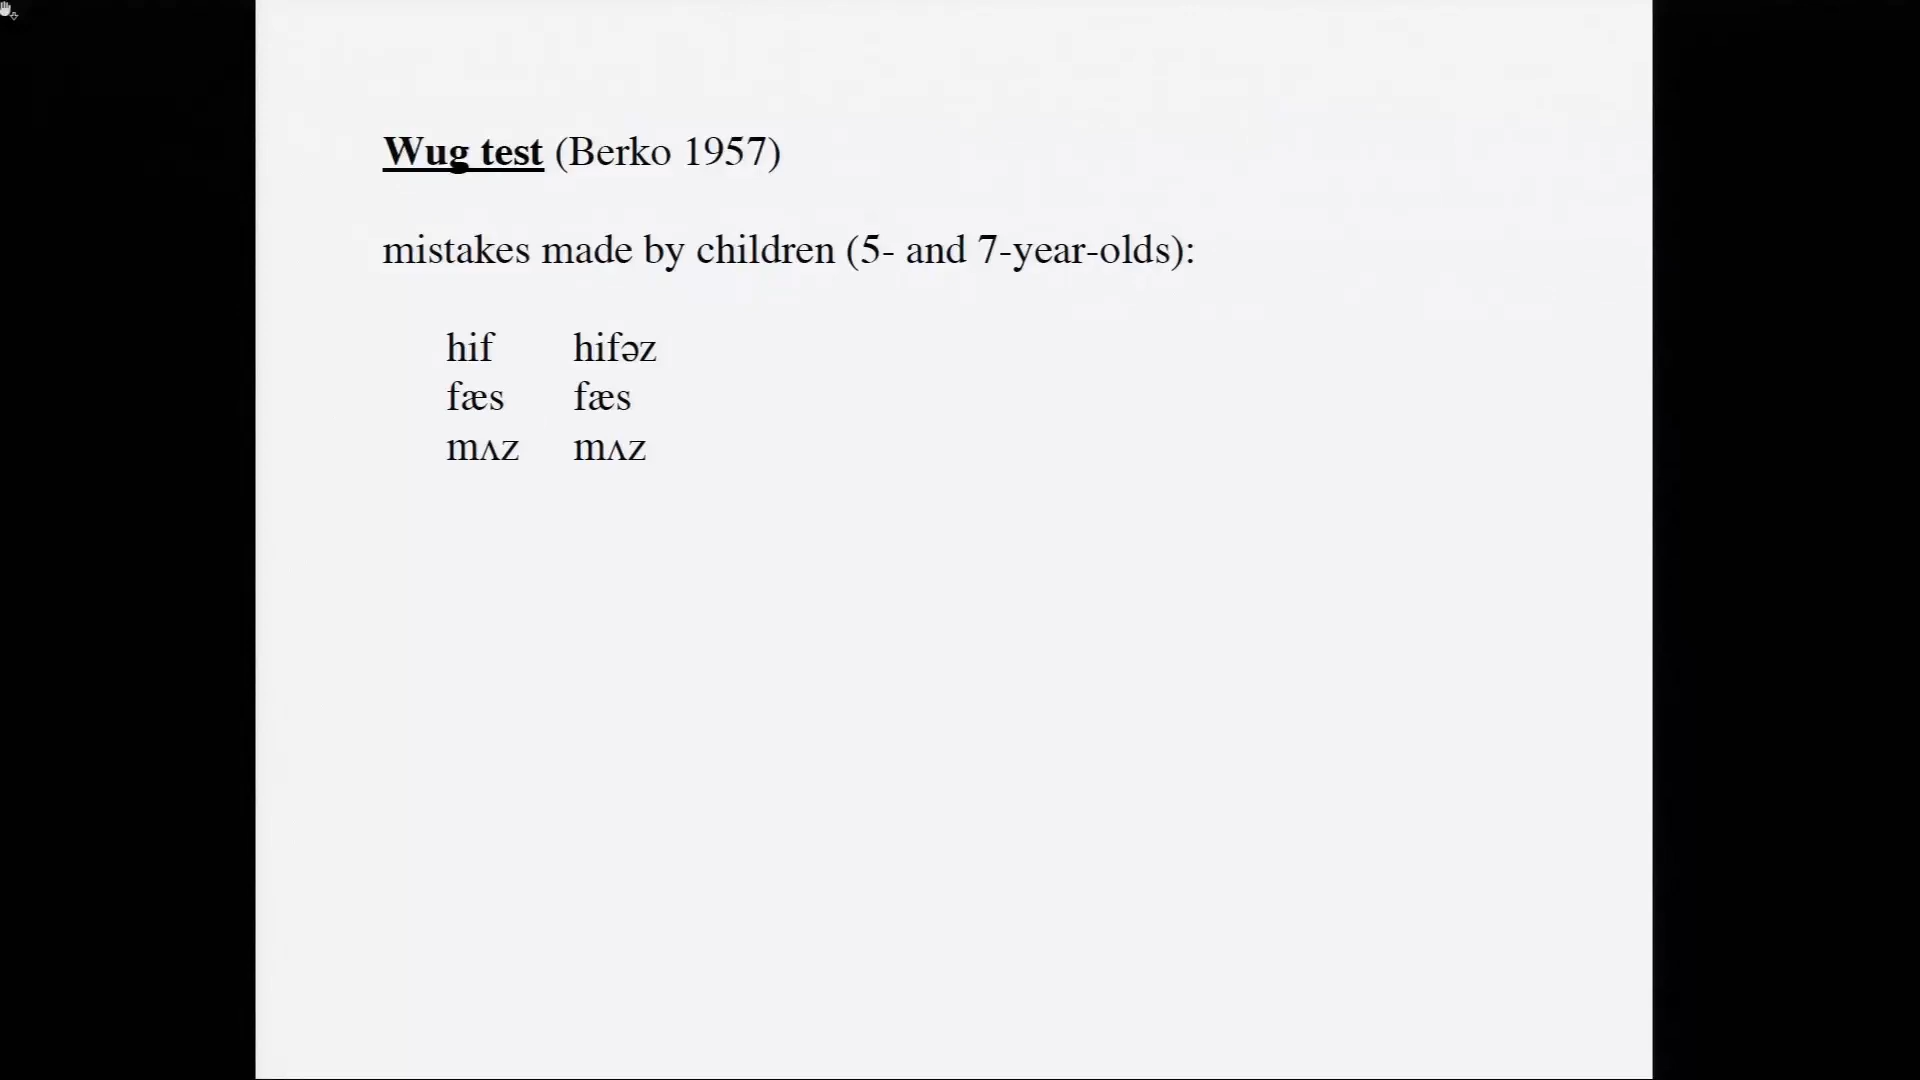 Wug test (Berko 1957)
mistakes made by children (5- and 7-year-olds):
hif hifəz
fæs fæs
mʌz mʌz